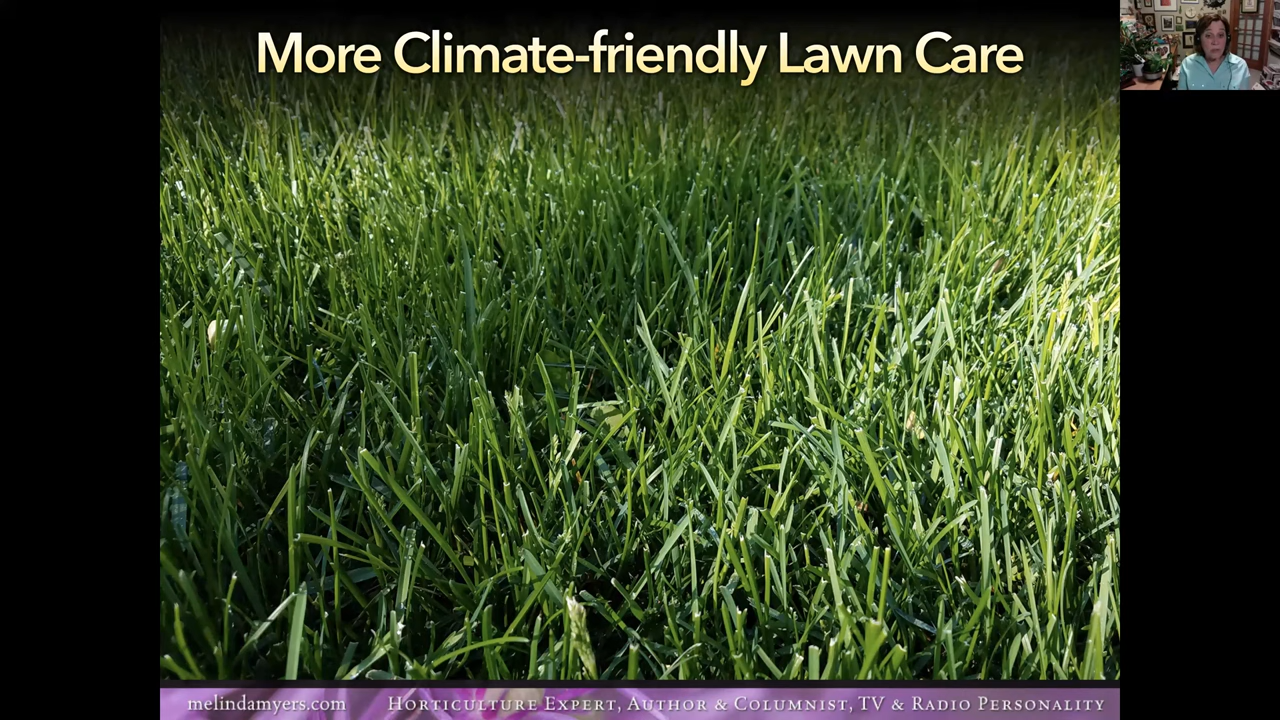 More Climate-friendly Lawn Care
melindamyers.com Horticulture Expert, Author & Columnist, TV & Radio Personality